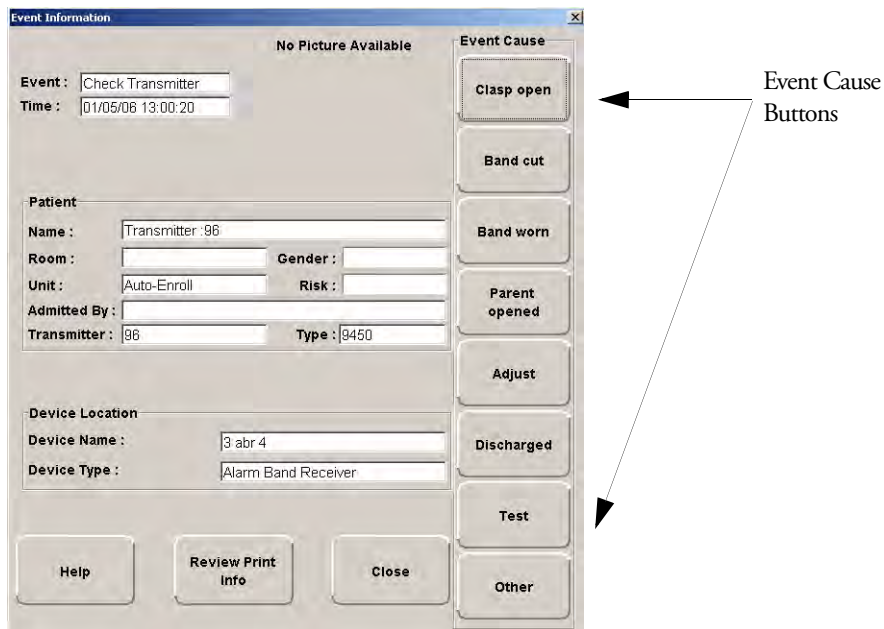 Event Information
No Picture Available
Event : Check Transmitter
Time : 01/05/06 13:00:20
Patient
Name : Transmitter :96
Room :
Gender :
Unit : Auto-Enroll
Risk :
Admitted By :
Transmitter : 96
Type : 9450
Device Location
Device Name : 3 abr 4
Device Type : Alarm Band Receiver
Help
Review Print
Info
Close
Event Cause
Clasp open
Band cut
Band worn
Parent
opened
Adjust
Discharged
Test
Other
Event Cause
Buttons